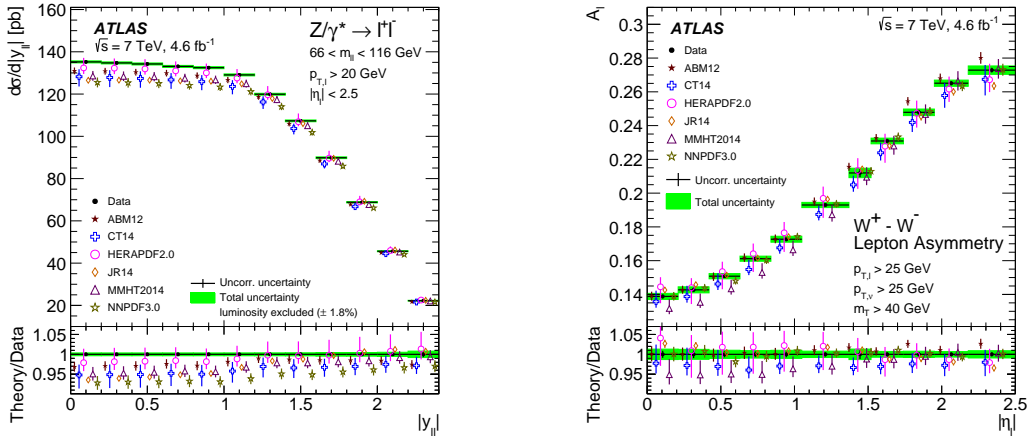 dσ/d|y_ll| [pb]
ATLAS
√s = 7 TeV, 4.6 fb⁻¹
Z/γ* → l⁺l⁻
66 < m_ll < 116 GeV
p_T,l > 20 GeV
|η_l| < 2.5
160
140
120
100
80
60
40
20
Data
ABM12
CT14
HERAPDF2.0
JR14
MMHT2014
NNPDF3.0
Uncorr. uncertainty
Total uncertainty
luminosity excluded (± 1.8%)
Theory/Data
1.05
1
0.95
0 0.5 1 1.5 2
|y_ll|
A_l
ATLAS
√s = 7 TeV, 4.6 fb⁻¹
0.3
0.28
0.26
0.24
0.22
0.2
0.18
0.16
0.14
Data
ABM12
CT14
HERAPDF2.0
JR14
MMHT2014
NNPDF3.0
Uncorr. uncertainty
Total uncertainty
W⁺ - W⁻
Lepton Asymmetry
p_T,l > 25 GeV
p_T,ν > 25 GeV
m_T > 40 GeV
Theory/Data
1.05
1
0.95
0 0.5 1 1.5 2 2.5
|η_l|